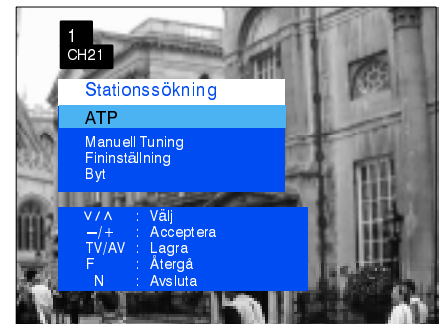 1
CH21
Stationssökning
ATP
Manuell Tuning
Fininställning
Byt
∨/∧ : Välj
–/+ : Acceptera
TV/AV : Lagra
F : Återgå
N : Avsluta